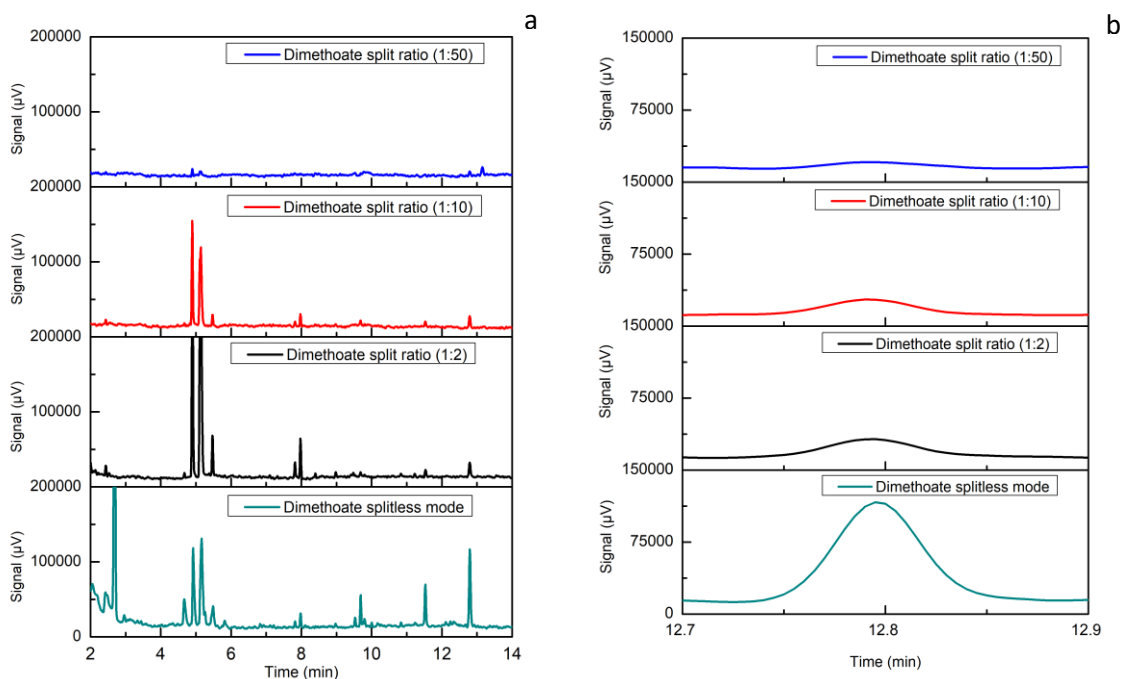 a
200000
Dimethoate split ratio (1:50)
Signal (µV)
100000
200000
Dimethoate split ratio (1:10)
Signal (µV)
100000
200000
Dimethoate split ratio (1:2)
Signal (µV)
100000
200000
Dimethoate splitless mode
Signal (µV)
100000
0
2 4 6 8 10 12 14
Time (min)
b
150000
Dimethoate split ratio (1:50)
Signal (µV)
75000
150000
Dimethoate split ratio (1:10)
Signal (µV)
75000
150000
Dimethoate split ratio (1:2)
Signal (µV)
75000
150000
Dimethoate splitless mode
Signal (µV)
75000
0
12.7 12.8 12.9
Time (min)